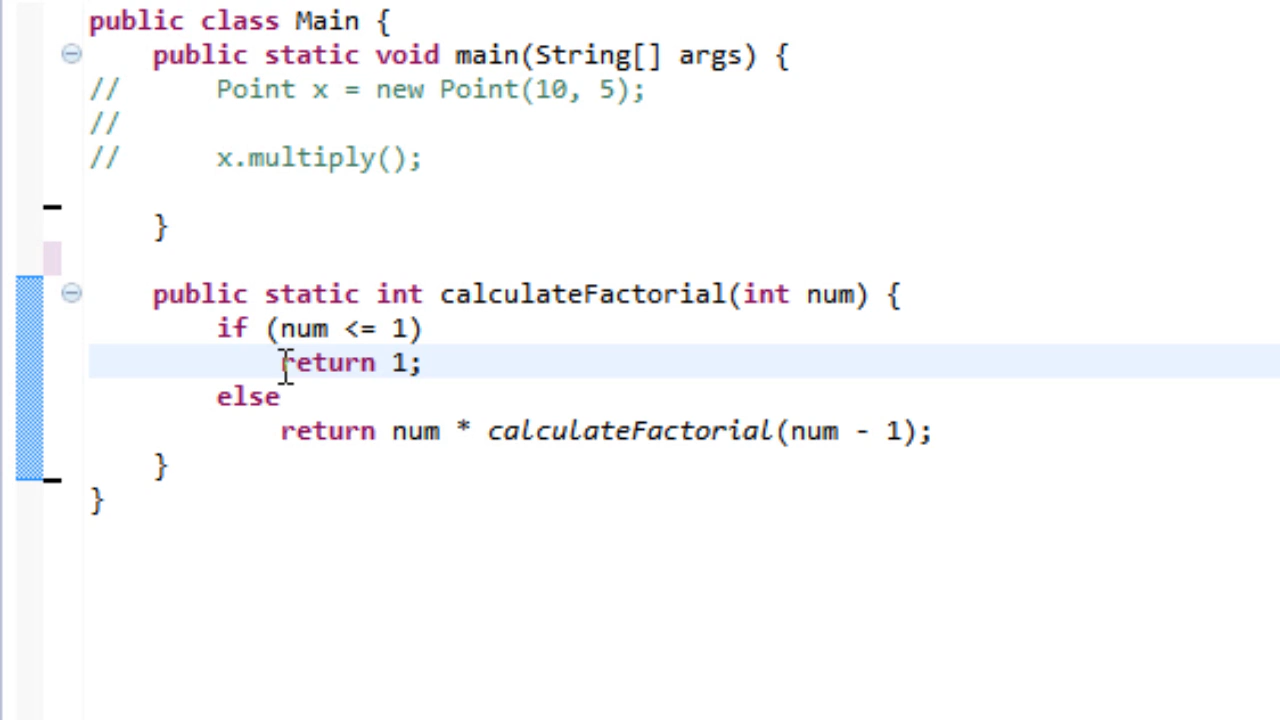 public class Main {
    public static void main(String[] args) {
//      Point x = new Point(10, 5);
//
//      x.multiply();
    }
    public static int calculateFactorial(int num) {
        if (num <= 1)
            return 1;
        else
            return num * calculateFactorial(num - 1);
    }
}